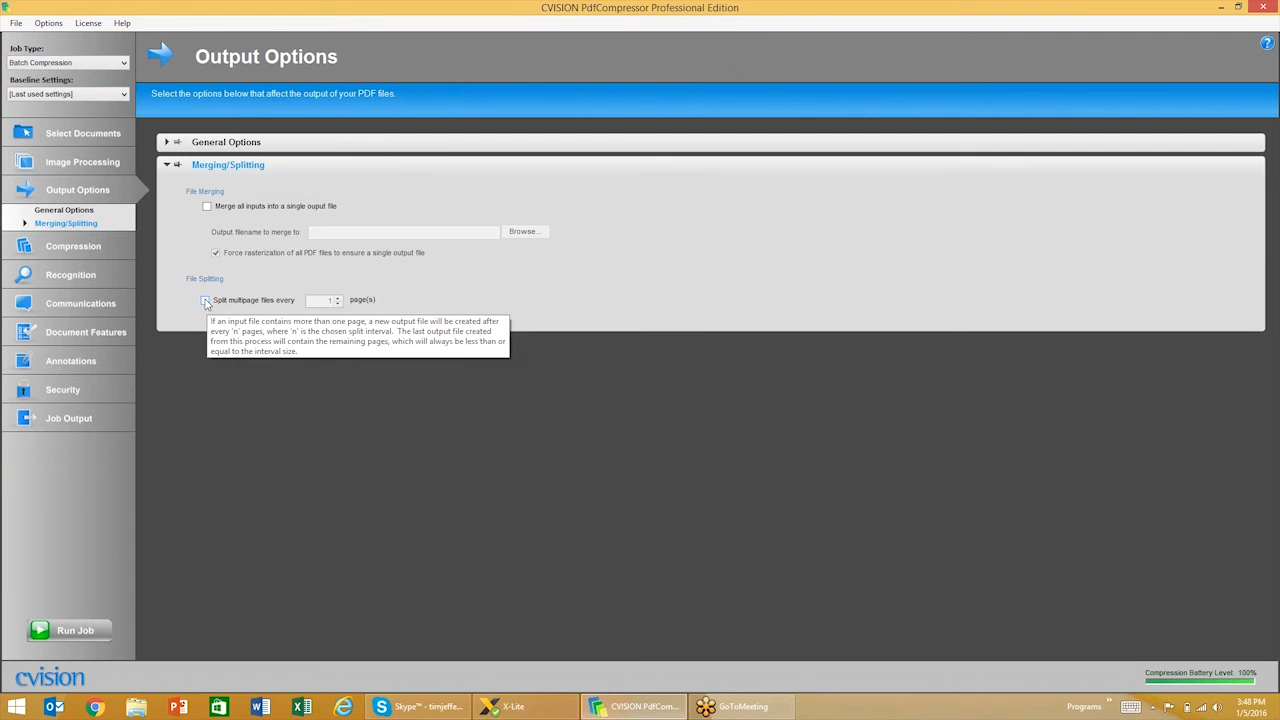 CVISION PdfCompressor Professional Edition
File Options License Help
Job Type:
Batch Compression
Baseline Settings:
[Last used settings]
Select Documents
Image Processing
Output Options
General Options
Merging/Splitting
Compression
Recognition
Communications
Document Features
Annotations
Security
Job Output
Run Job
Output Options
Select the options below that affect the output of your PDF files.
General Options
Merging/Splitting
File Merging
Merge all inputs into a single ouput file
Output filename to merge to: Browse...
Force rasterization of all PDF files to ensure a single output file
File Splitting
Split multipage files every 1 page(s)
If an input file contains more than one page, a new output file will be created after
every 'n' pages, where 'n' is the chosen split interval. The last output file created
from this process will contain the remaining pages, which will always be less than or
equal to the interval size.
cvision
Compression Battery Level: 100%
Skype™ - timjeffe...
X-Lite
CVISION PdfCom...
GoToMeeting
Programs
3:48 PM
1/5/2016